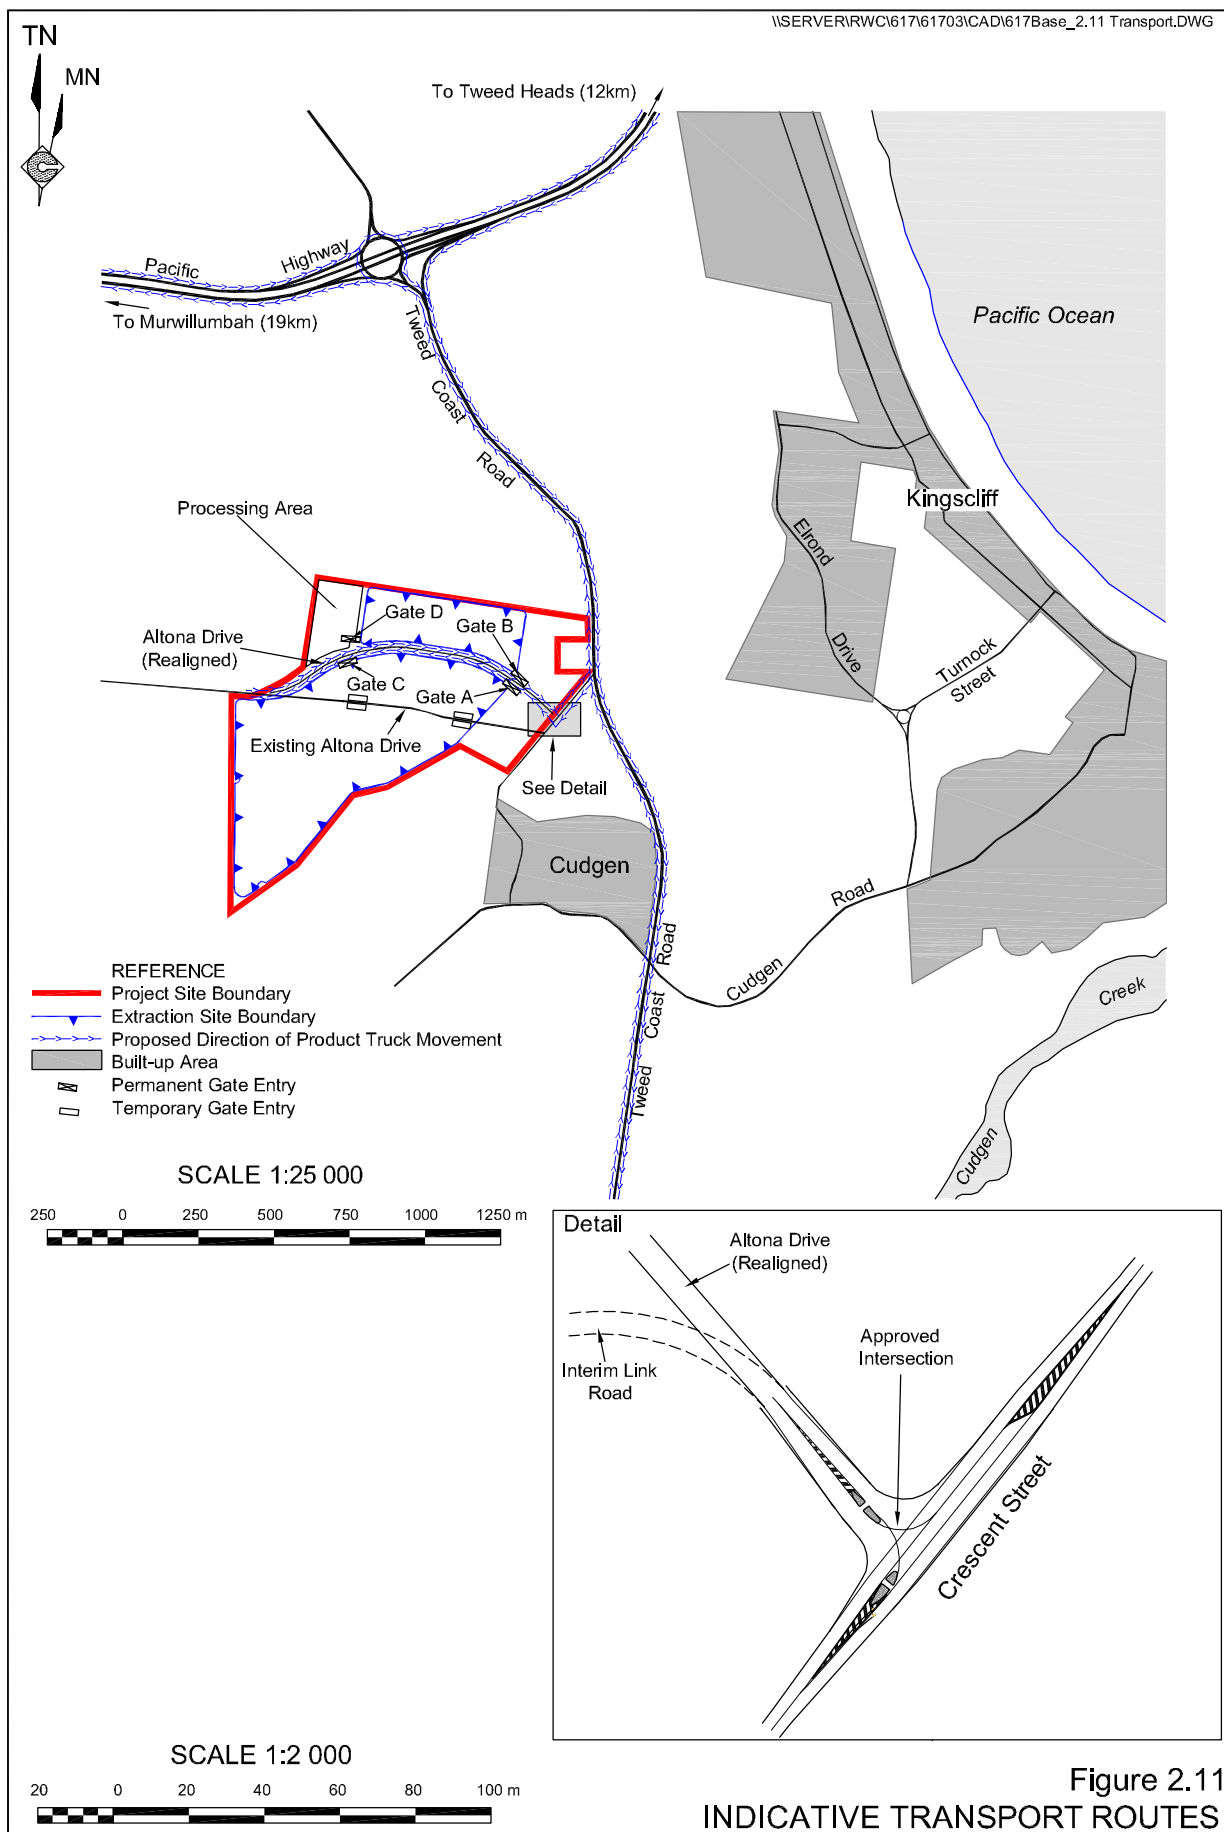 \\SERVER\RWC\617\61703\CAD\617Base_2.11 Transport.DWG
TN
MN
To Tweed Heads (12km)
Pacific
Highway
To Murwillumbah (19km)
Tweed
Coast
Road
Pacific Ocean
Kingscliff
Elrond
Drive
Turnock
Street
Processing Area
Gate D
Gate B
Altona Drive
(Realigned)
Gate C
Gate A
Existing Altona Drive
See Detail
Cudgen
Road
Cudgen
Road
Coast
Tweed
Creek
Cudgen
REFERENCE
Project Site Boundary
Extraction Site Boundary
Proposed Direction of Product Truck Movement
Built-up Area
Permanent Gate Entry
Temporary Gate Entry
SCALE 1:25 000
250 0 250 500 750 1000 1250 m
Detail
Altona Drive
(Realigned)
Approved
Intersection
Interim Link
Road
Crescent Street
SCALE 1:2 000
20 0 20 40 60 80 100 m
Figure 2.11
INDICATIVE TRANSPORT ROUTES